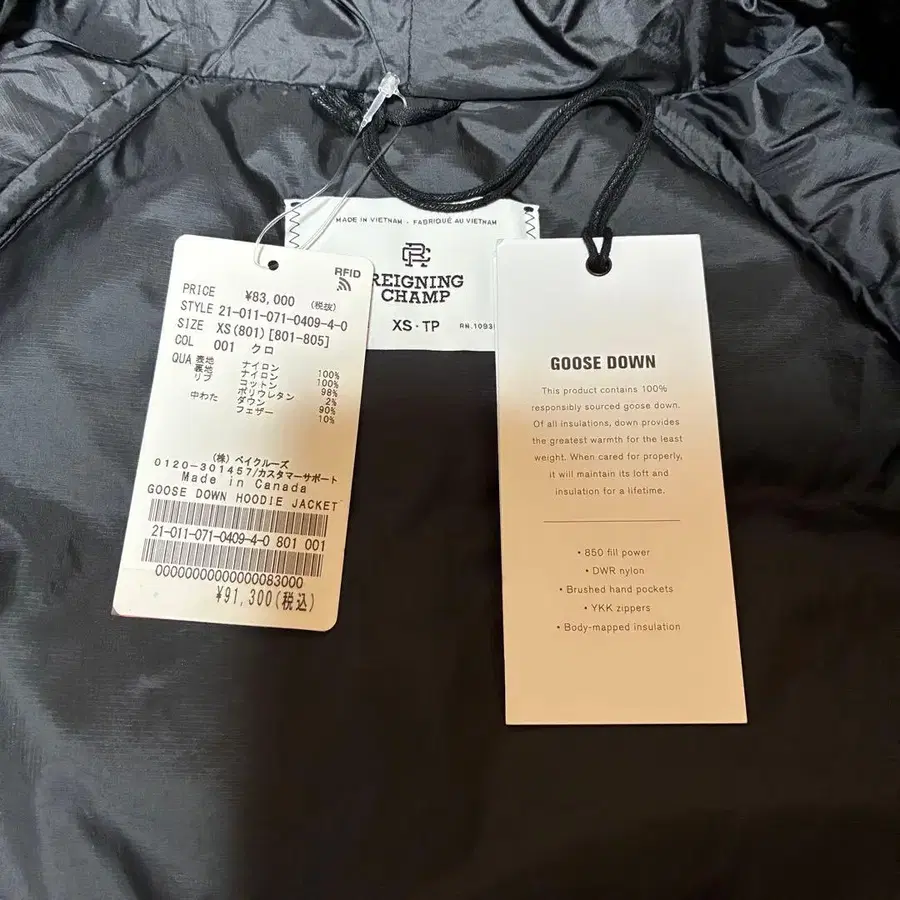 MADE IN VIETNAM - FABRIQUÉ AU VIETNAM
REIGNING
CHAMP
XS · TP
RFID
PRICE ¥83,000 (税抜)
STYLE 21-011-071-0409-4-0
SIZE XS(801)[801-805]
COL 001 クロ
QUA 表地 ナイロン 100%
裏地 ナイロン 100%
リブ コットン 98%
ポリウレタン 2%
中わた ダウン 90%
フェザー 10%
(株)ベイクルーズ
0120-301457/カスタマーサポート
Made in Canada
GOOSE DOWN HOODIE JACKET
21-011-071-0409-4-0 801 001
¥91,300(税込)
GOOSE DOWN
This product contains 100%
responsibly sourced goose down.
Of all insulations, down provides
the greatest warmth for the least
weight. When cared for properly,
it will maintain its loft and
insulation for a lifetime.
• 850 fill power
• DWR nylon
• Brushed hand pockets
• YKK zippers
• Body-mapped insulation